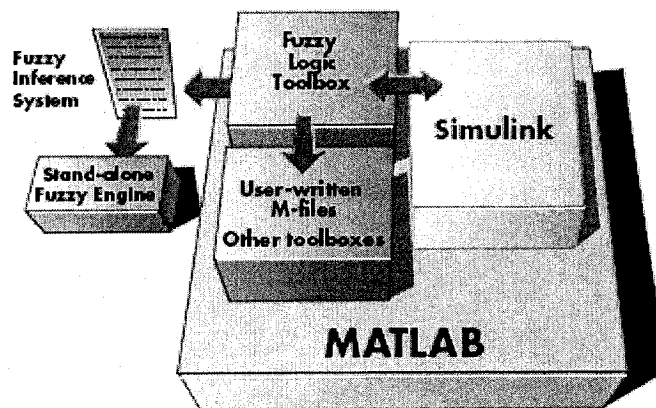 Fuzzy
Inference
System
Fuzzy
Logic
Toolbox
Simulink
Stand-alone
Fuzzy Engine
User-written
M-files
Other toolboxes
MATLAB